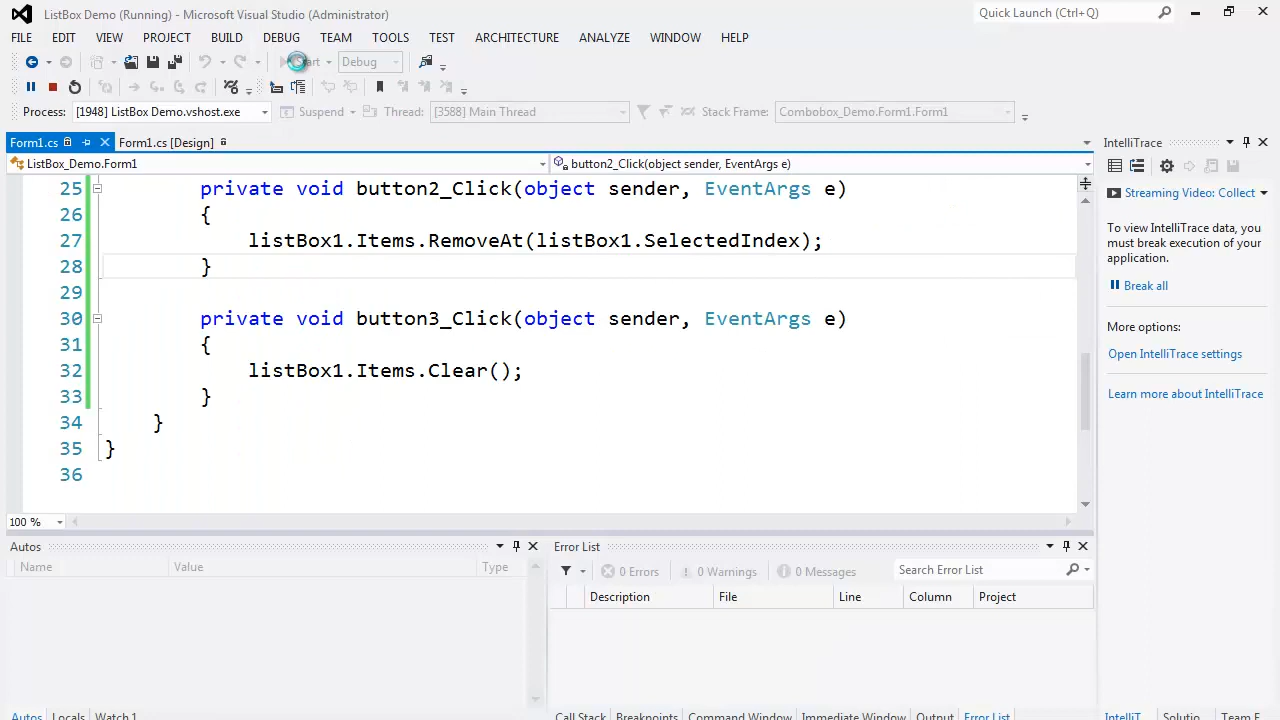 ListBox Demo (Running) - Microsoft Visual Studio (Administrator)
Quick Launch (Ctrl+Q)
FILE EDIT VIEW PROJECT BUILD DEBUG TEAM TOOLS TEST ARCHITECTURE ANALYZE WINDOW HELP
Start Debug
Process: [1948] ListBox Demo.vshost.exe Suspend Thread: [3588] Main Thread Stack Frame: Combobox_Demo.Form1.Form1
Form1.cs Form1.cs [Design]
ListBox_Demo.Form1 button2_Click(object sender, EventArgs e)
25 private void button2_Click(object sender, EventArgs e)
26 {
27 listBox1.Items.RemoveAt(listBox1.SelectedIndex);
28 }
29
30 private void button3_Click(object sender, EventArgs e)
31 {
32 listBox1.Items.Clear();
33 }
34 }
35 }
36
100 %
IntelliTrace
Streaming Video: Collect
To view IntelliTrace data, you
must break execution of your
application.
Break all
More options:
Open IntelliTrace settings
Learn more about IntelliTrace
Autos
Name Value Type
Error List
0 Errors 0 Warnings 0 Messages Search Error List
Description File Line Column Project
Autos Locals Watch 1
Call Stack Breakpoints Command Window Immediate Window Output Error List
IntelliT... Solutio... Team E...